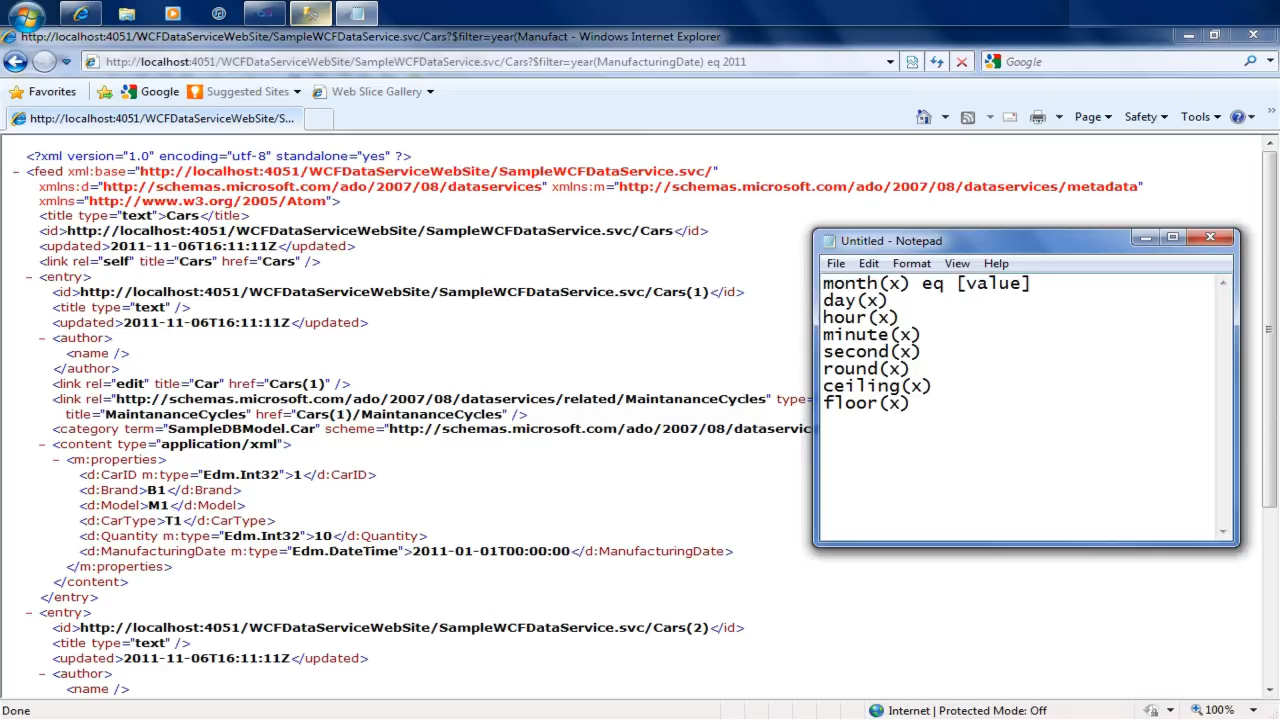 http://localhost:4051/WCFDataServiceWebSite/SampleWCFDataService.svc/Cars?$filter=year(Manufact - Windows Internet Explorer
http://localhost:4051/WCFDataServiceWebSite/SampleWCFDataService.svc/Cars?$filter=year(ManufacturingDate) eq 2011
Google
Favorites Google Suggested Sites Web Slice Gallery
http://localhost:4051/WCFDataServiceWebSite/S...
Page Safety Tools
<?xml version="1.0" encoding="utf-8" standalone="yes" ?>
- <feed xml:base="http://localhost:4051/WCFDataServiceWebSite/SampleWCFDataService.svc/"
xmlns:d="http://schemas.microsoft.com/ado/2007/08/dataservices" xmlns:m="http://schemas.microsoft.com/ado/2007/08/dataservices/metadata"
xmlns="http://www.w3.org/2005/Atom">
<title type="text">Cars</title>
<id>http://localhost:4051/WCFDataServiceWebSite/SampleWCFDataService.svc/Cars</id>
<updated>2011-11-06T16:11:11Z</updated>
<link rel="self" title="Cars" href="Cars" />
- <entry>
<id>http://localhost:4051/WCFDataServiceWebSite/SampleWCFDataService.svc/Cars(1)</id>
<title type="text" />
<updated>2011-11-06T16:11:11Z</updated>
- <author>
<name />
</author>
<link rel="edit" title="Car" href="Cars(1)" />
<link rel="http://schemas.microsoft.com/ado/2007/08/dataservices/related/MaintananceCycles" type=
title="MaintananceCycles" href="Cars(1)/MaintananceCycles" />
<category term="SampleDBModel.Car" scheme="http://schemas.microsoft.com/ado/2007/08/dataservic
- <content type="application/xml">
- <m:properties>
<d:CarID m:type="Edm.Int32">1</d:CarID>
<d:Brand>B1</d:Brand>
<d:Model>M1</d:Model>
<d:CarType>T1</d:CarType>
<d:Quantity m:type="Edm.Int32">10</d:Quantity>
<d:ManufacturingDate m:type="Edm.DateTime">2011-01-01T00:00:00</d:ManufacturingDate>
</m:properties>
</content>
</entry>
- <entry>
<id>http://localhost:4051/WCFDataServiceWebSite/SampleWCFDataService.svc/Cars(2)</id>
<title type="text" />
<updated>2011-11-06T16:11:11Z</updated>
- <author>
<name />
Untitled - Notepad
File Edit Format View Help
month(x) eq [value]
day(x)
hour(x)
minute(x)
second(x)
round(x)
ceiling(x)
floor(x)
Done
Internet | Protected Mode: Off
100%